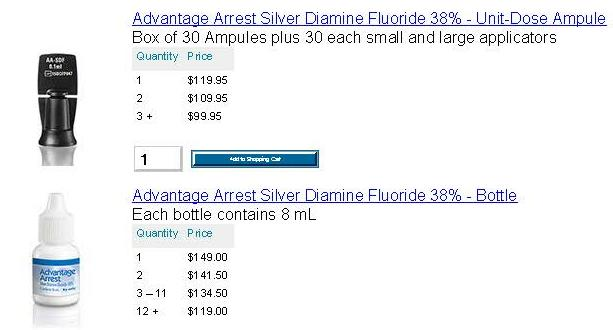 Advantage Arrest Silver Diamine Fluoride 38% - Unit-Dose Ampule
Box of 30 Ampules plus 30 each small and large applicators
Quantity Price
1 $119.95
2 $109.95
3 + $99.95
AA-SDF
0.1ml
1
Add to Shopping Cart
Advantage Arrest Silver Diamine Fluoride 38% - Bottle
Each bottle contains 8 mL
Quantity Price
1 $149.00
2 $141.50
3 – 11 $134.50
12 + $119.00
Advantage
Arrest